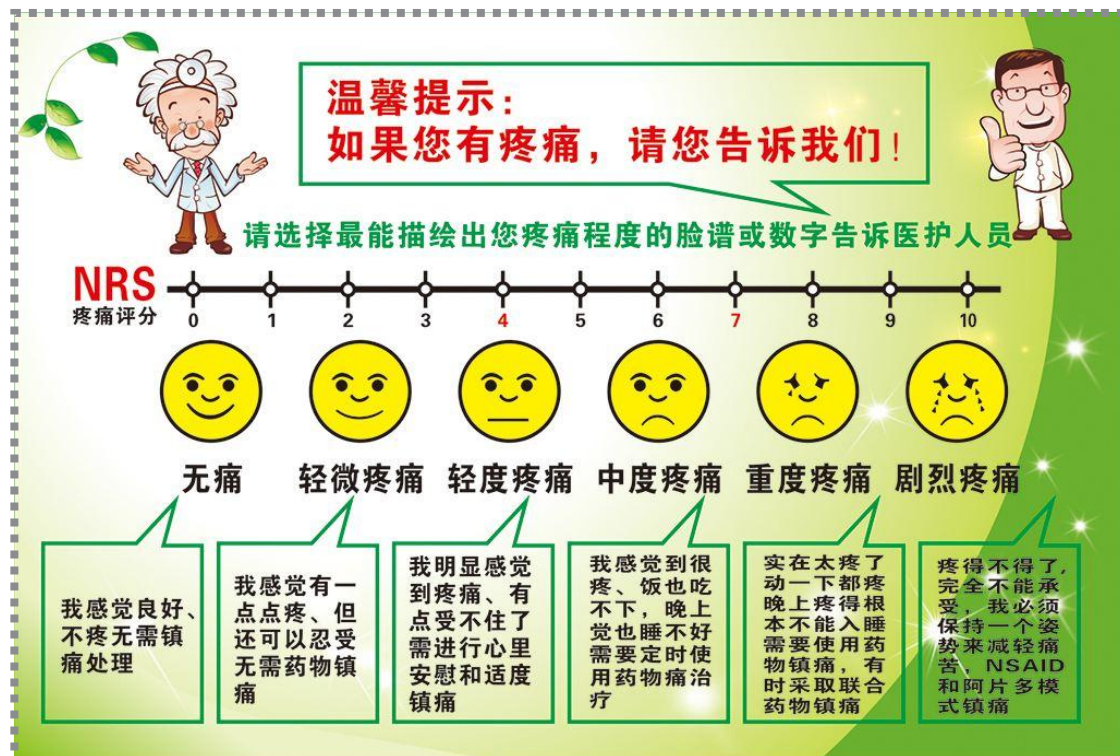 温馨提示:
如果您有疼痛,请您告诉我们!
请选择最能描绘出您疼痛程度的脸谱或数字告诉医护人员
NRS
疼痛评分
0 1 2 3 4 5 6 7 8 9 10
无痛 轻微疼痛 轻度疼痛 中度疼痛 重度疼痛 剧烈疼痛
我感觉良好、
不疼无需镇
痛处理
我感觉有一
点点疼、但
还可以忍受
无需药物镇
痛
我明显感觉
到疼痛、有
点受不住了
需进行心里
安慰和适度
镇痛
我感觉到很
疼、饭也吃
不下,晚上
觉也睡不好
需要定时使
用药物痛治
疗
实在太疼了
动一下都疼
晚上疼得根
本不能入睡
需要使用药
物镇痛,有
时采取联合
药物镇痛
疼得不得了,
完全不能承
受,我必须
保持一个姿
势来减轻痛
苦,NSAID
和阿片多模
式镇痛